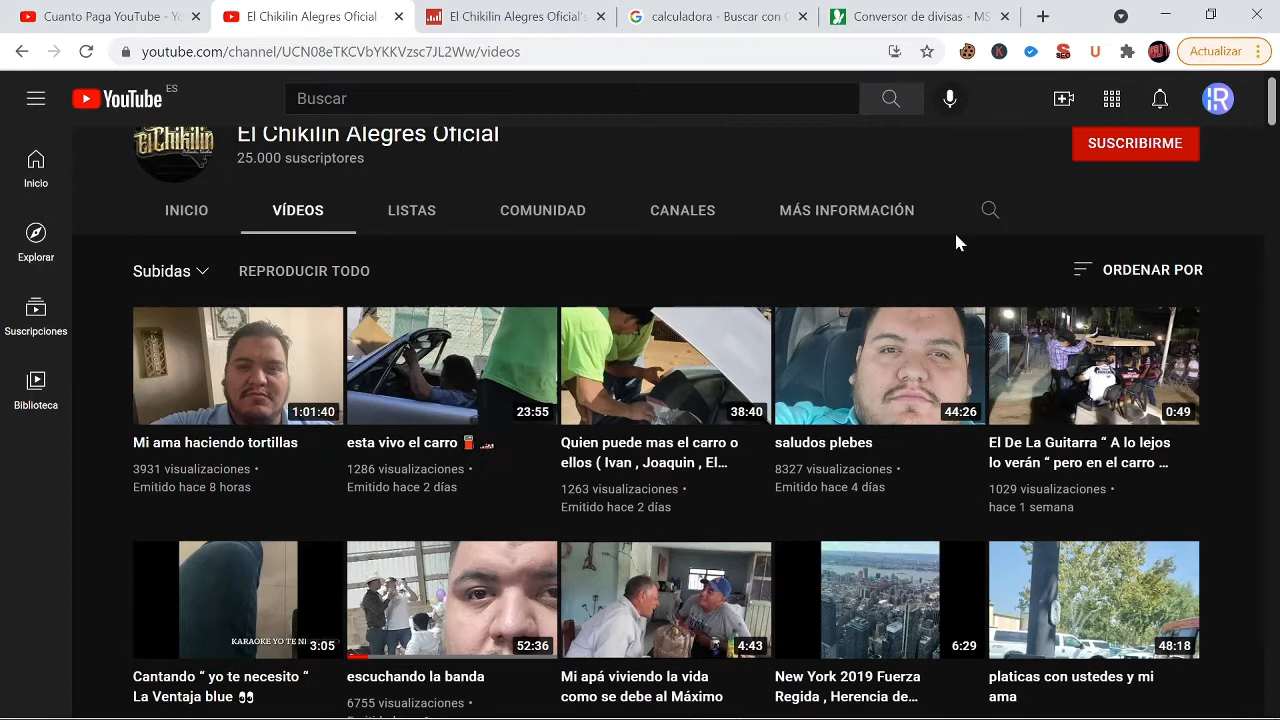 Cuanto Paga YouTube - Yo
El Chikilin Alegres Oficial
El Chikilin Alegres Oficial's
calculadora - Buscar con G
Conversor de divisas - MS
youtube.com/channel/UCN08eTKCVbYKKVzsc7JL2Ww/videos
Actualizar
YouTube ES
Buscar
El Chikilin Alegres Oficial
25.000 suscriptores
SUSCRIBIRME
Inicio
Explorar
Suscripciones
Biblioteca
INICIO
VÍDEOS
LISTAS
COMUNIDAD
CANALES
MÁS INFORMACIÓN
Subidas
REPRODUCIR TODO
ORDENAR POR
1:01:40
23:55
38:40
44:26
0:49
Mi ama haciendo tortillas
3931 visualizaciones •
Emitido hace 8 horas
esta vivo el carro
1286 visualizaciones •
Emitido hace 2 días
Quien puede mas el carro o
ellos ( Ivan , Joaquin , El...
1263 visualizaciones •
Emitido hace 2 días
saludos plebes
8327 visualizaciones •
Emitido hace 4 días
El De La Guitarra “ A lo lejos
lo verán “ pero en el carro ...
1029 visualizaciones •
hace 1 semana
KARAOKE YO TE NE
3:05
52:36
4:43
6:29
48:18
Cantando “ yo te necesito “
La Ventaja blue
escuchando la banda
6755 visualizaciones •
Mi apá viviendo la vida
como se debe al Máximo
New York 2019 Fuerza
Regida , Herencia de...
platicas con ustedes y mi
ama